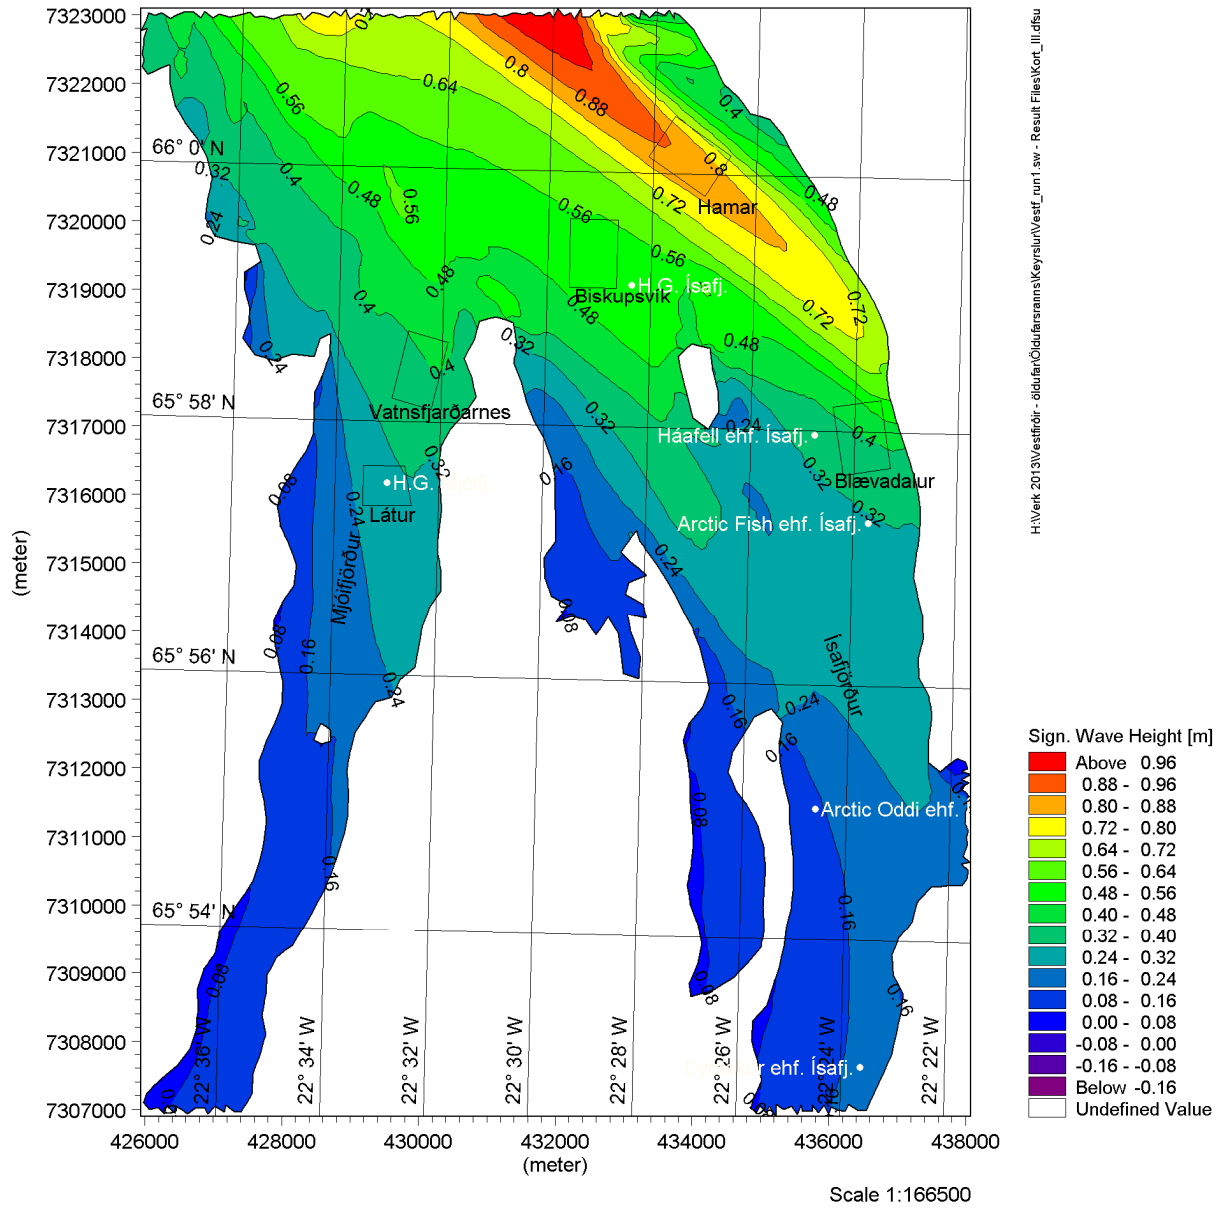 7323000
7322000
7321000
7320000
7319000
7318000
7317000
7316000
7315000
7314000
7313000
7312000
7311000
7310000
7309000
7308000
7307000
(meter)
66° 0' N
65° 58' N
65° 56' N
65° 54' N
0.8
0.64
0.88
0.56
0.4
0.8
0.32
0.4
0.48
0.56
0.72
0.48
Hamar
0.24
0.56
0.56
0.48
H.G. Ísafj.
Biskupsvík
0.4
0.48
0.72
0.72
0.32
0.48
0.24
0.4
Vatnsfjarðarnes
0.32
0.24
Háafell ehf. Ísafj.
0.4
0.32
0.16
0.32
Blævadalur
0.08
H.G.
0.24
Látur
0.32
Arctic Fish ehf. Ísafj.
Mjóifjörður
0.24
0.08
0.08
0.16
Ísafjörður
0.24
0.16
0.24
0.16
0.08
Arctic Oddi ehf.
0.16
0.16
0.08
0.08
0.16
ehf. Ísafj.
22° 36' W
22° 34' W
22° 32' W
22° 30' W
22° 28' W
22° 26' W
22° 24' W
22° 22' W
426000
428000
430000
432000
434000
436000
438000
(meter)
Scale 1:166500
H:\Verk 2013\Vestfirðir - öldufar\Öldufarsranns\Keyrslur\Vestf_run1.sw - Result Files\Kort_III.dfsu
Sign. Wave Height [m]
Above 0.96
0.88 - 0.96
0.80 - 0.88
0.72 - 0.80
0.64 - 0.72
0.56 - 0.64
0.48 - 0.56
0.40 - 0.48
0.32 - 0.40
0.24 - 0.32
0.16 - 0.24
0.08 - 0.16
0.00 - 0.08
-0.08 - 0.00
-0.16 - -0.08
Below -0.16
Undefined Value